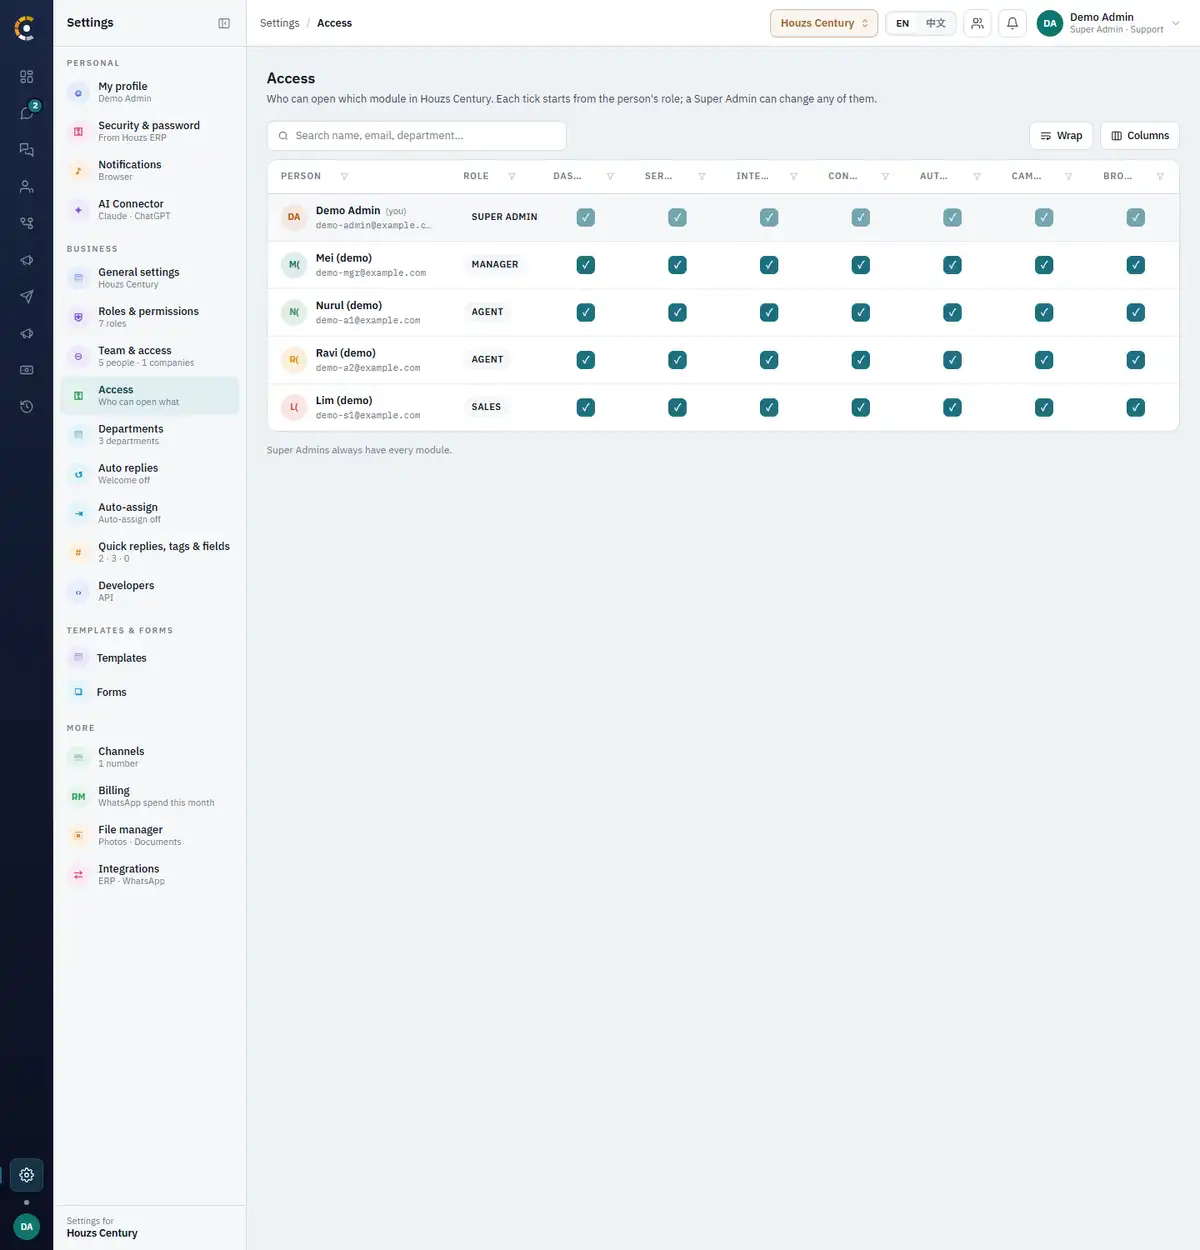 Settings
Settings / Access
Houzs Century
EN
中文
DA
Demo Admin
Super Admin · Support
2
PERSONAL
My profile
Demo Admin
Security & password
From Houzs ERP
Notifications
Browser
AI Connector
Claude · ChatGPT
BUSINESS
General settings
Houzs Century
Roles & permissions
7 roles
Team & access
5 people · 1 companies
Access
Who can open what
Departments
3 departments
Auto replies
Welcome off
Auto-assign
Auto-assign off
# Quick replies, tags & fields
2 · 3 · 0
Developers
API
TEMPLATES & FORMS
Templates
Forms
MORE
Channels
1 number
RM Billing
WhatsApp spend this month
File manager
Photos · Documents
Integrations
ERP · WhatsApp
Settings for
Houzs Century
DA
Access
Who can open which module in Houzs Century. Each tick starts from the person's role; a Super Admin can change any of them.
Search name, email, department...
Wrap
Columns
PERSON ROLE DAS... SER... INTE... CON... AUT... CAM... BRO...
DA Demo Admin (you) SUPER ADMIN ✓ ✓ ✓ ✓ ✓ ✓ ✓
demo-admin@example.c…
M( Mei (demo) MANAGER ✓ ✓ ✓ ✓ ✓ ✓ ✓
demo-mgr@example.com
N( Nurul (demo) AGENT ✓ ✓ ✓ ✓ ✓ ✓ ✓
demo-a1@example.com
R( Ravi (demo) AGENT ✓ ✓ ✓ ✓ ✓ ✓ ✓
demo-a2@example.com
L( Lim (demo) SALES ✓ ✓ ✓ ✓ ✓ ✓ ✓
demo-s1@example.com
Super Admins always have every module.